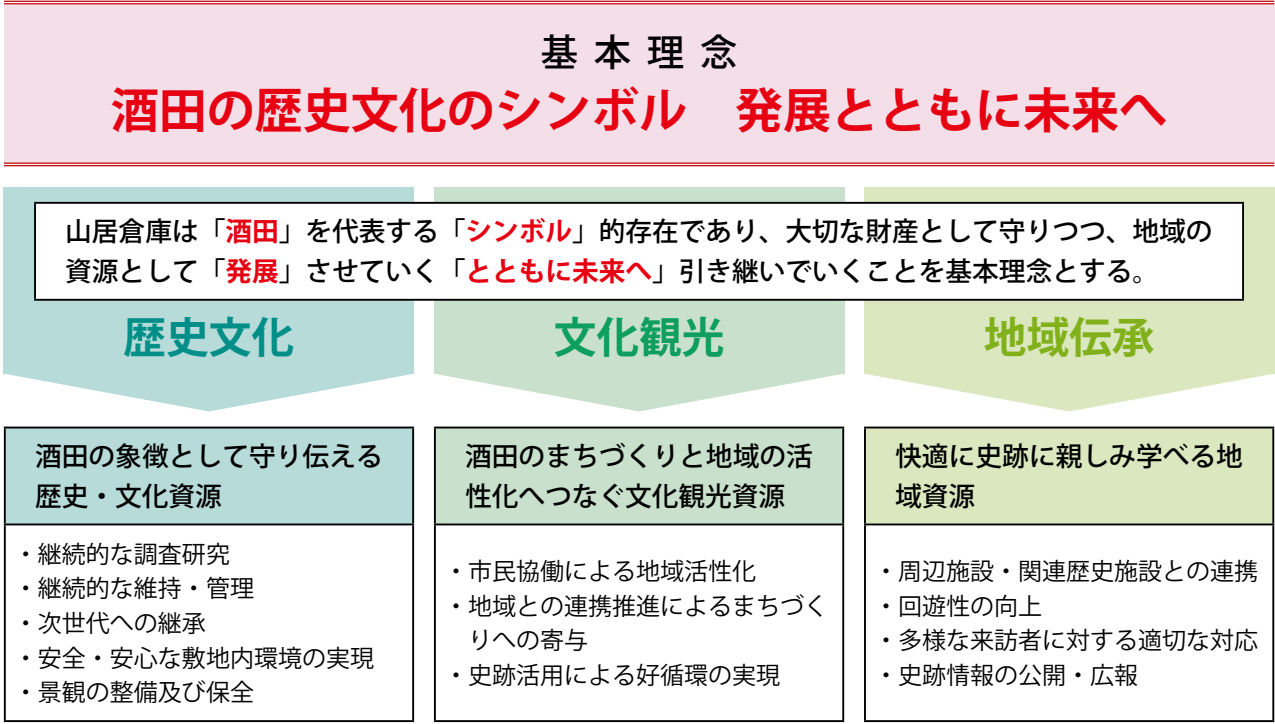 基本理念
酒田の歴史文化のシンボル　発展とともに未来へ
山居倉庫は「酒田」を代表する「シンボル」的存在であり、大切な財産として守りつつ、地域の
資源として「発展」させていく「とともに未来へ」引き継いでいくことを基本理念とする。
歴史文化
酒田の象徴として守り伝える
歴史・文化資源
・継続的な調査研究
・継続的な維持・管理
・次世代への継承
・安全・安心な敷地内環境の実現
・景観の整備及び保全
文化観光
酒田のまちづくりと地域の活
性化へつなぐ文化観光資源
・市民協働による地域活性化
・地域との連携推進によるまちづく
りへの寄与
・史跡活用による好循環の実現
地域伝承
快適に史跡に親しみ学べる地
域資源
・周辺施設・関連歴史施設との連携
・回遊性の向上
・多様な来訪者に対する適切な対応
・史跡情報の公開・広報